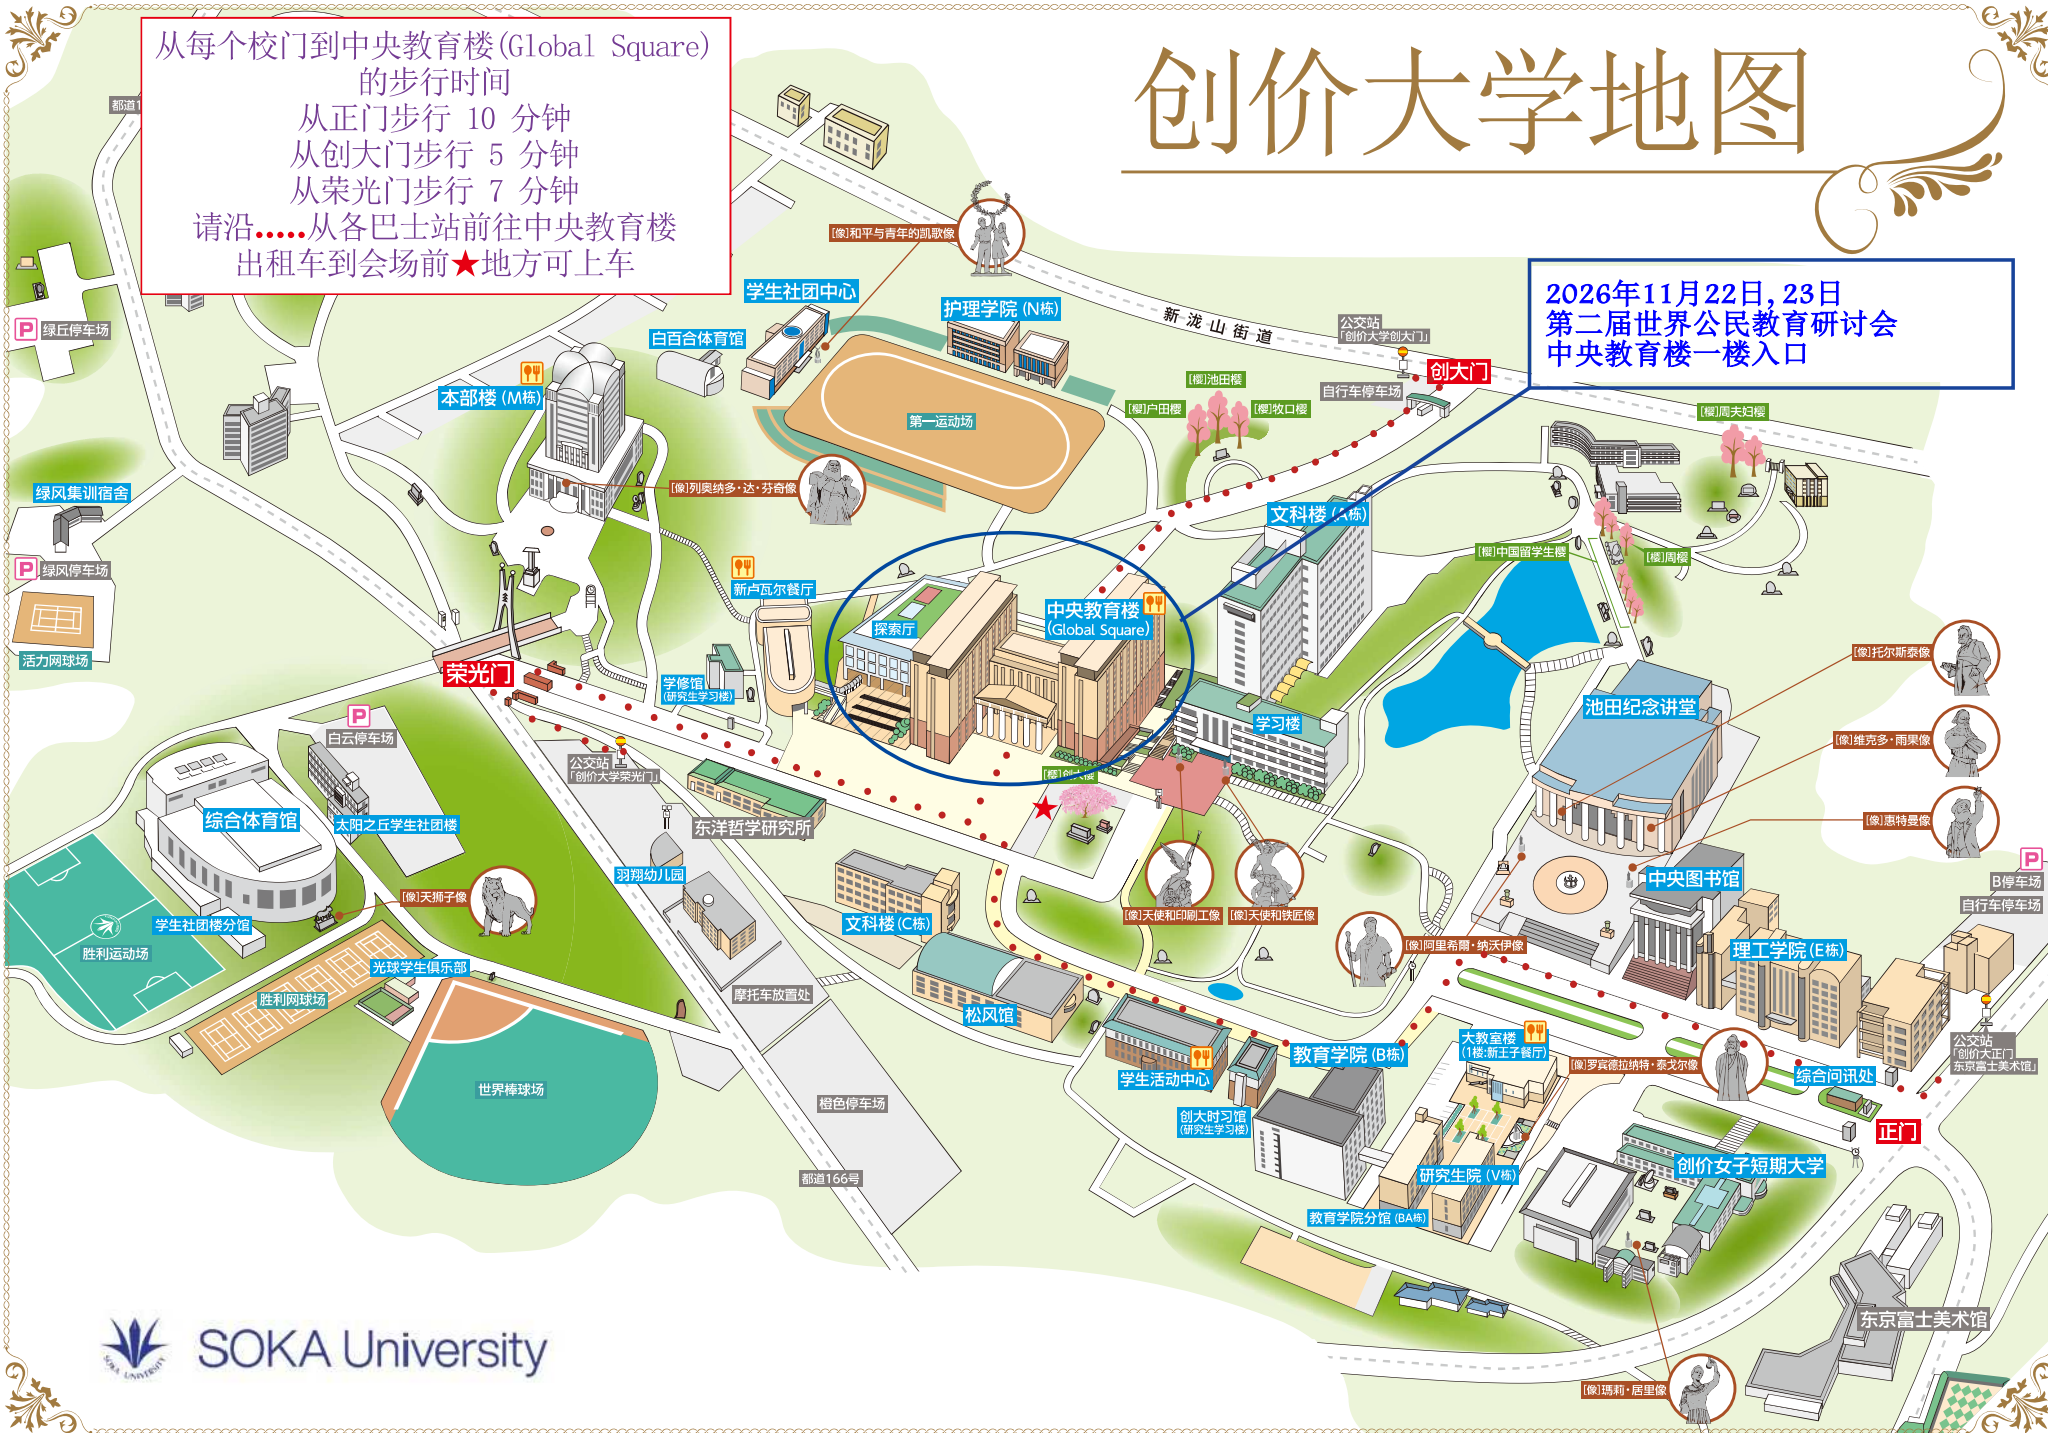 从每个校门到中央教育楼(Global Square)
的步行时间
从正门步行 10 分钟
从创大门步行 5 分钟
从荣光门步行 7 分钟
请沿.....从各巴士站前往中央教育楼
出租车到会场前★地方可上车
创价大学地图
2026年11月22日, 23日
第二届世界公民教育研讨会
中央教育楼一楼入口
都道1
[像]和平与青年的凯歌像
学生社团中心
护理学院 (N栋)
新泷山街道
公交站
「创价大学创大门」
创大门
自行车停车场
P 绿丘停车场
白百合体育馆
本部楼 (M栋)
第一运动场
[樱]池田樱
[樱]户田樱
[樱]牧口樱
[樱]周夫妇樱
绿风集训宿舍
[像]列奥纳多·达·芬奇像
文科楼 (A栋)
[樱]中国留学生樱
[樱]周樱
P 绿风停车场
新卢瓦尔餐厅
探索厅
中央教育楼
(Global Square)
活力网球场
荣光门
学修馆
(研究生学习楼)
[像]托尔斯泰像
池田纪念讲堂
学习楼
P
白云停车场
公交站
「创价大学荣光门」
[樱]创大樱
[像]维克多·雨果像
综合体育馆
太阳之丘学生社团楼
东洋哲学研究所
[像]惠特曼像
羽翔幼儿园
中央图书馆
P
B停车场
自行车停车场
[像]天狮子像
学生社团楼分馆
文科楼 (C栋)
[像]天使和印刷工像
[像]天使和铁匠像
[像]阿里希爾·纳沃伊像
理工学院 (E栋)
胜利运动场
光球学生俱乐部
胜利网球场
摩托车放置处
松风馆
大教室楼
(1楼:新王子餐厅)
教育学院 (B栋)
[像]罗宾德拉纳特·泰戈尔像
公交站
「创价大正门
东京富士美术馆」
综合问讯处
世界棒球场
学生活动中心
橙色停车场
创大时习馆
(研究生学习楼)
正门
都道166号
研究生院 (V栋)
创价女子短期大学
教育学院分馆 (BA栋)
东京富士美术馆
[像]瑪莉·居里像
SOKA UNIVERSITY
SOKA University